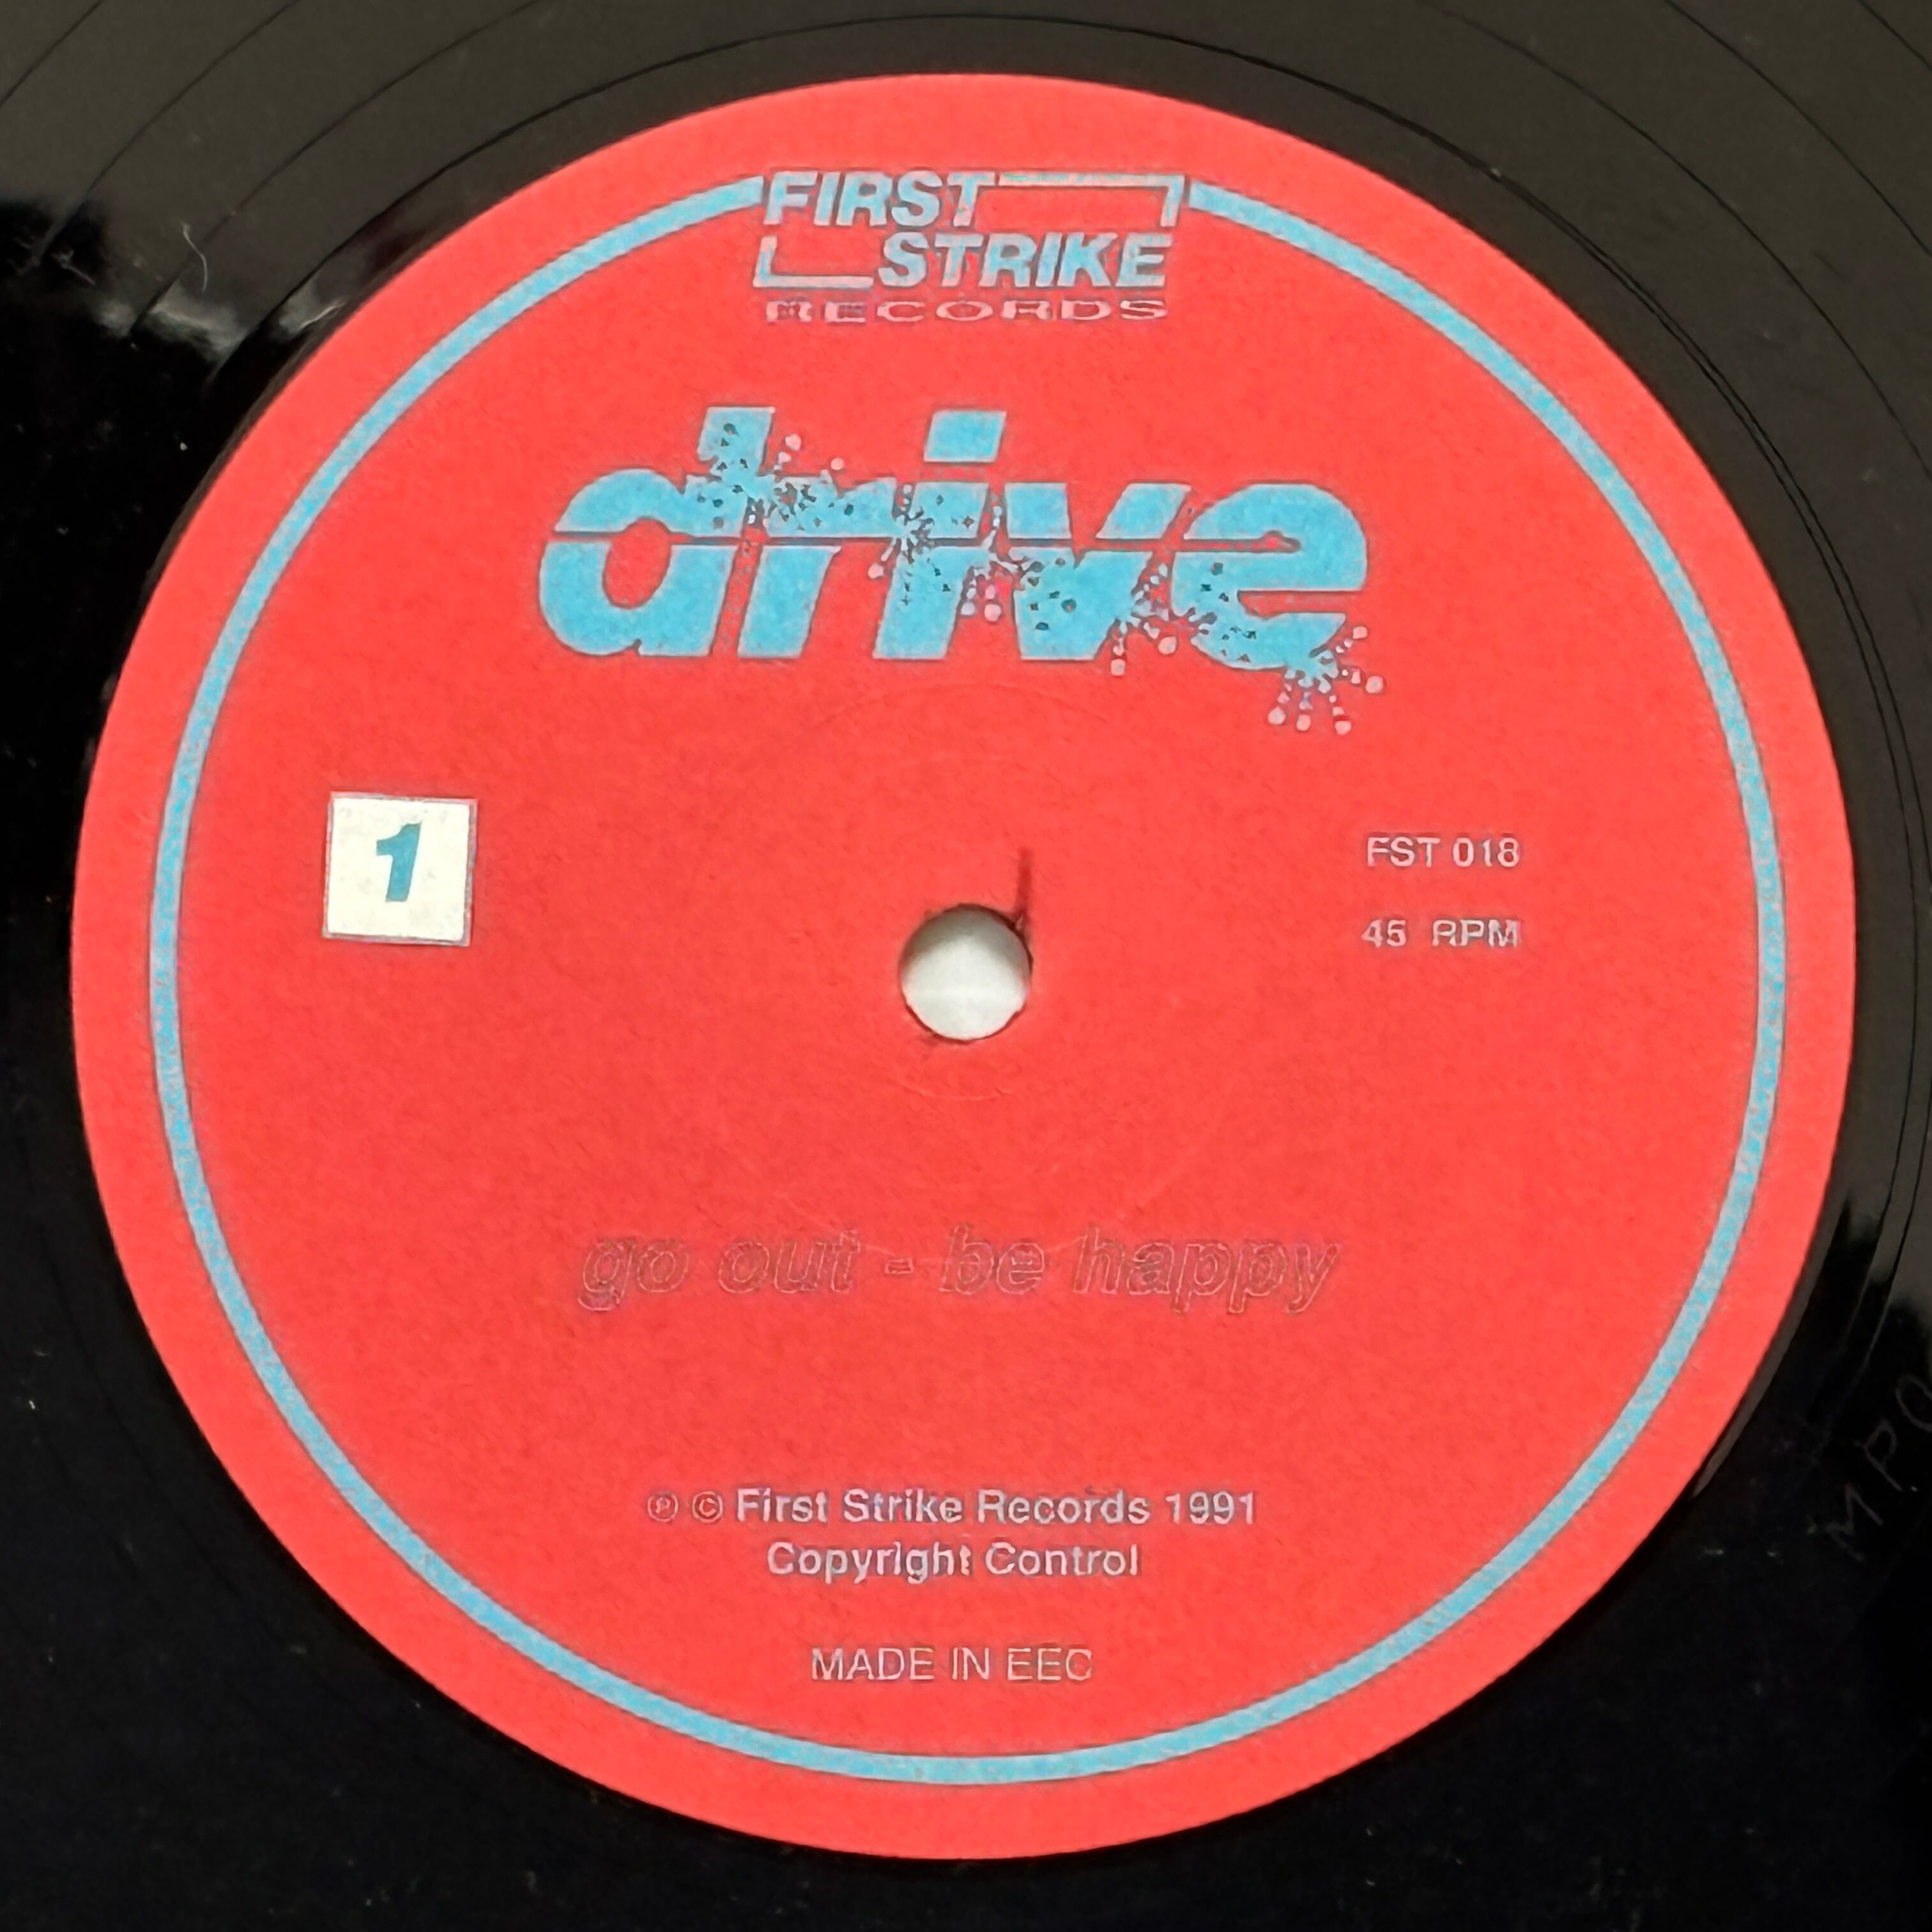 FIRST
STRIKE
RECORDS
drive
1
FST 018
45 RPM
go out - be happy
℗ © First Strike Records 1991
Copyright Control
MADE IN EEC
MPO